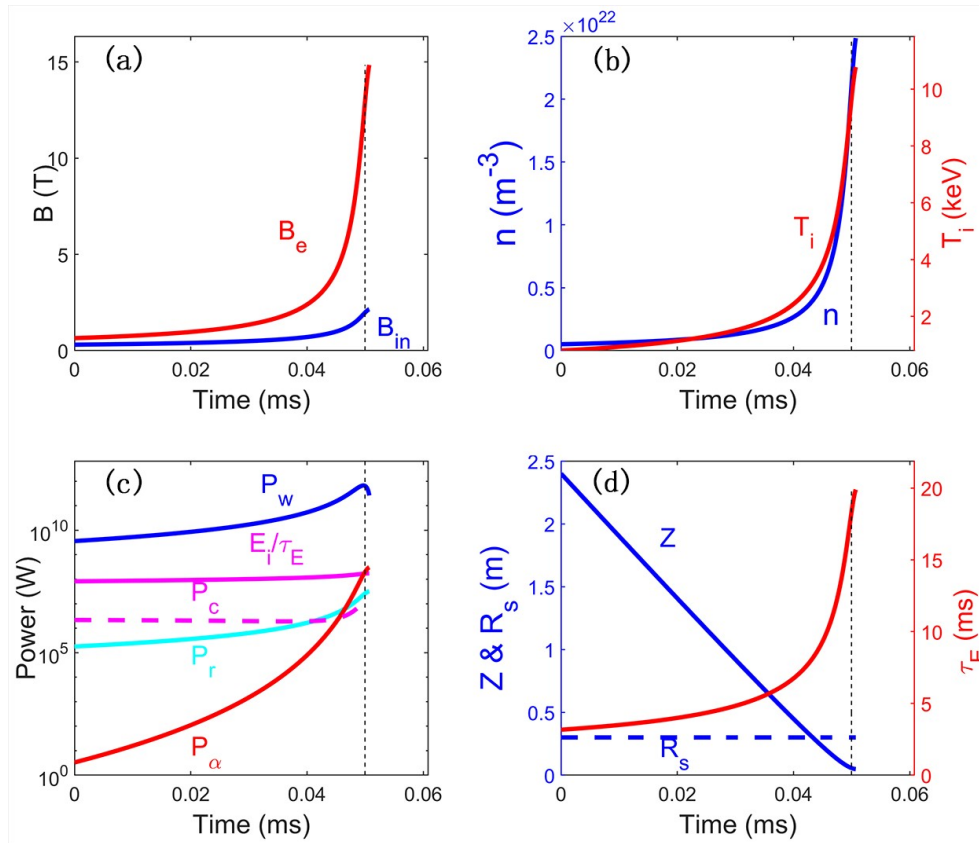 (a)
15
10
5
0
B (T)
B_e
B_in
0 0.02 0.04 0.06
Time (ms)
(b)
×10^22
2.5
2
1.5
1
0.5
0
n (m^-3)
T_i
n
10
8
6
4
2
T_i (keV)
0 0.02 0.04 0.06
Time (ms)
(c)
10^10
10^5
10^0
Power (W)
P_w
E_i/τ_E
P_c
P_r
P_α
0 0.02 0.04 0.06
Time (ms)
(d)
2.5
2
1.5
1
0.5
0
Z & R_s (m)
Z
R_s
20
15
10
5
0
τ_E (ms)
0 0.02 0.04 0.06
Time (ms)